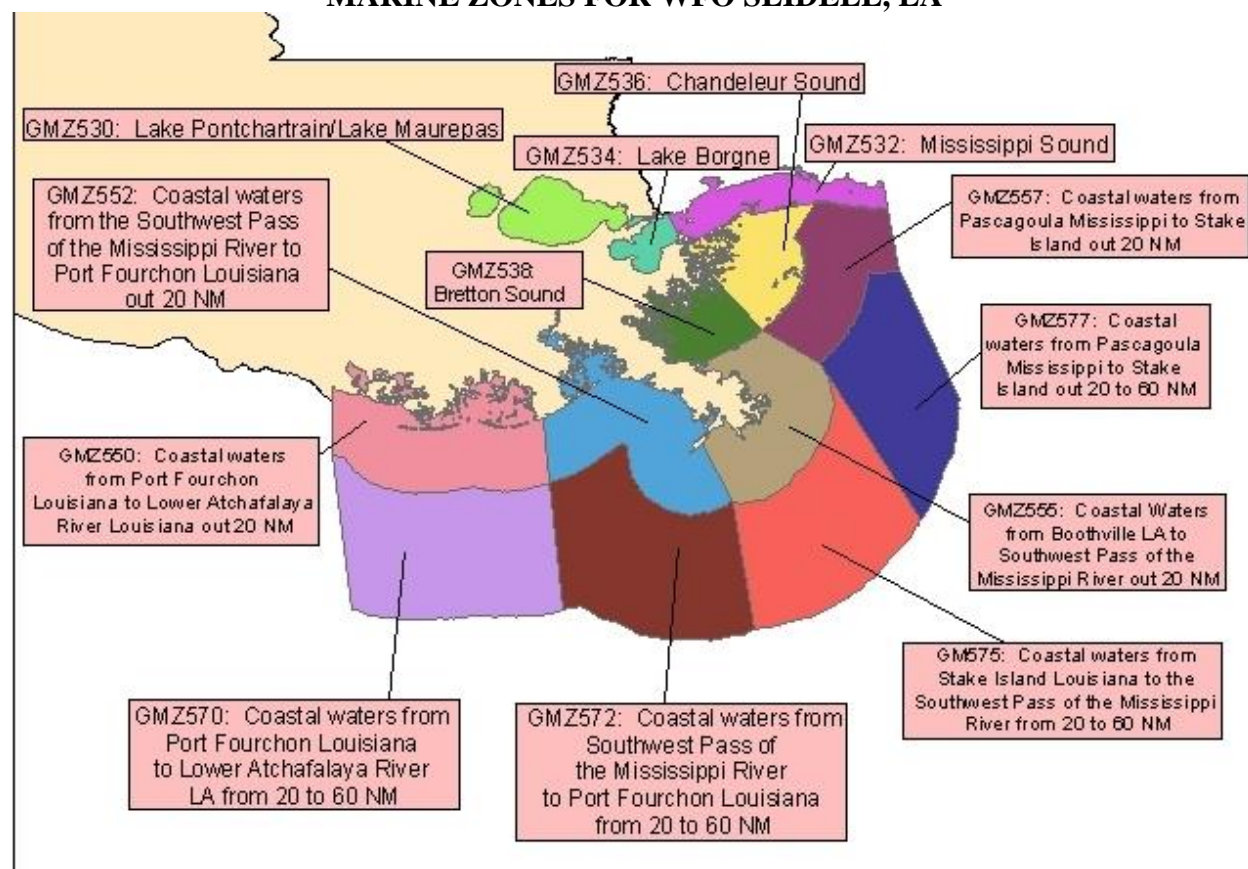 MARINE ZONES FOR WFO SLIDELL, LA
GMZ536: Chandeleur Sound
GMZ530: Lake Pontchartrain/Lake Maurepas
GMZ534: Lake Borgne
GMZ532: Mississippi Sound
GMZ552: Coastal waters
from the Southwest Pass
of the Mississippi River to
Port Fourchon Louisiana
out 20 NM
GMZ557: Coastal waters from
Pascagoula Mississippi to Stake
Island out 20 NM
GMZ538:
Bretton Sound
GMZ577: Coastal
waters from Pascagoula
Mississippi to Stake
Island out 20 to 60 NM
GMZ550: Coastal waters
from Port Fourchon
Louisiana to Lower Atchafalaya
River Louisiana out 20 NM
GMZ555: Coastal Waters
from Boothville LA to
Southwest Pass of the
Mississippi River out 20 NM
GM575: Coastal waters from
Stake Island Louisiana to the
Southwest Pass of the Mississippi
River from 20 to 60 NM
GMZ570: Coastal waters from
Port Fourchon Louisiana
to Lower Atchafalaya River
LA from 20 to 60 NM
GMZ572: Coastal waters from
Southwest Pass of
the Mississippi River
to Port Fourchon Louisiana
from 20 to 60 NM